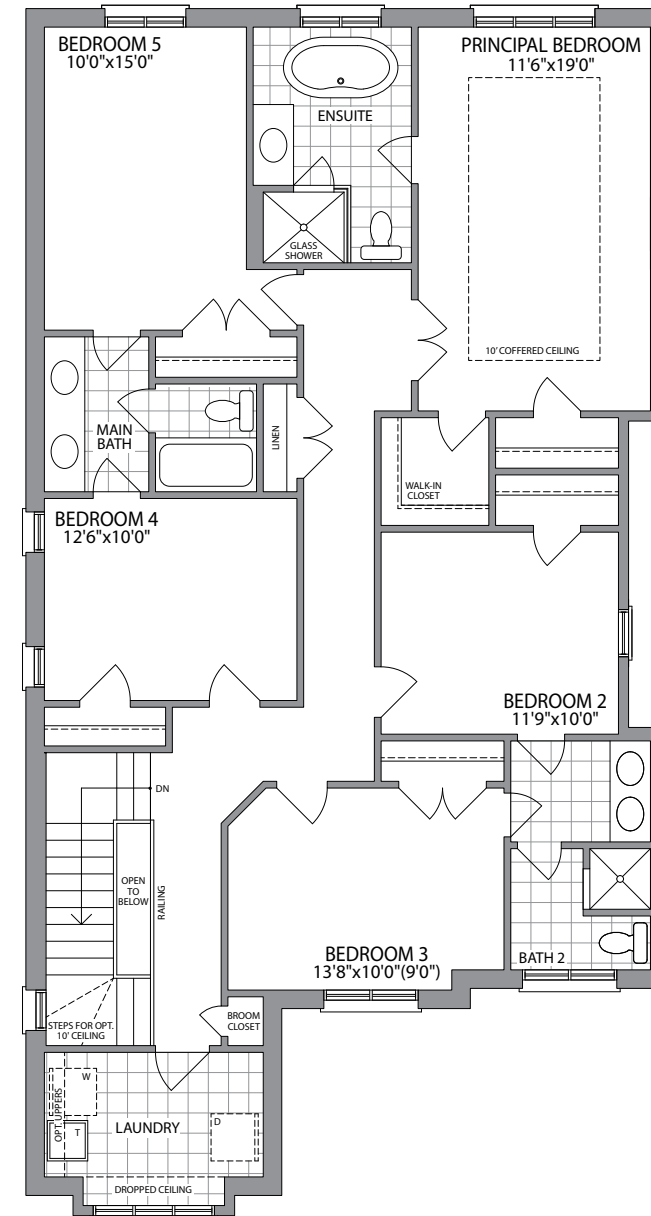 BEDROOM 5
10'0"x15'0"
ENSUITE
GLASS
SHOWER
PRINCIPAL BEDROOM
11'6"x19'0"
10' COFFERED CEILING
MAIN
BATH
LINEN
WALK-IN
CLOSET
BEDROOM 4
12'6"x10'0"
BEDROOM 2
11'9"x10'0"
DN
OPEN
TO
BELOW
RAILING
BEDROOM 3
13'8"x10'0"(9'0")
BATH 2
STEPS FOR OPT.
10' CEILING
BROOM
CLOSET
W
OPT. UPPERS
T
LAUNDRY
D
DROPPED CEILING